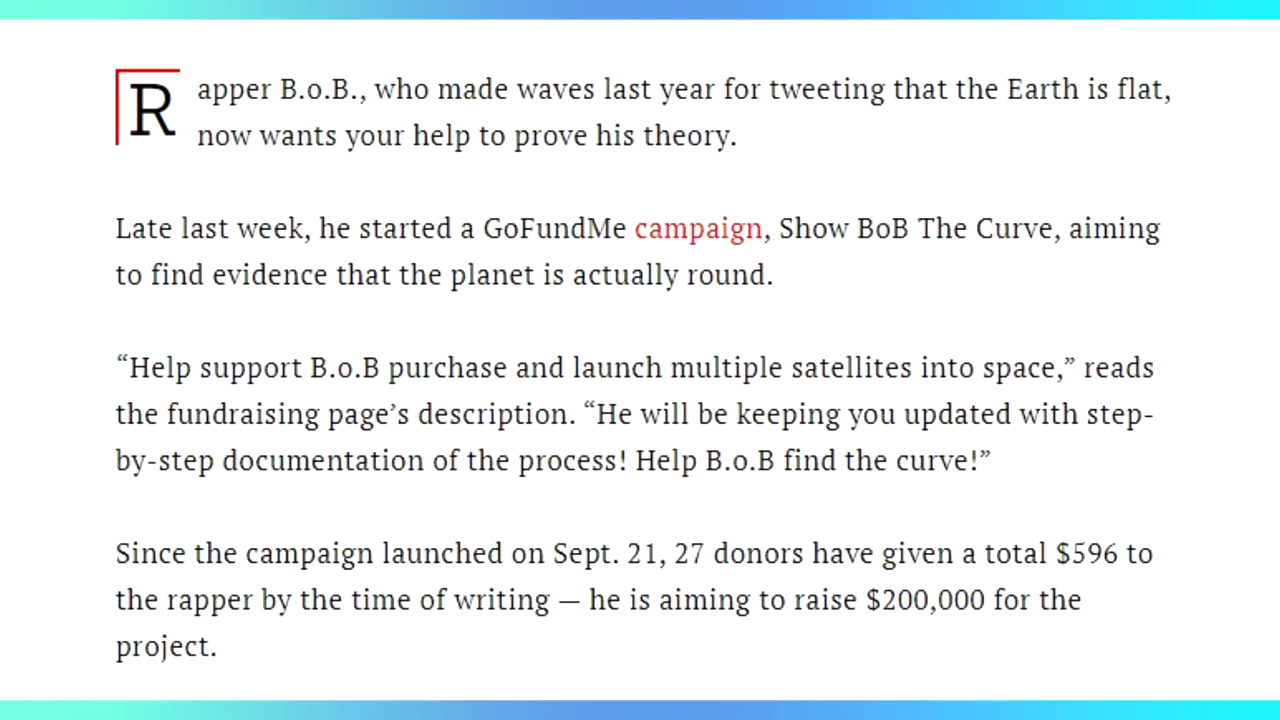 Rapper B.o.B., who made waves last year for tweeting that the Earth is flat,
now wants your help to prove his theory.
Late last week, he started a GoFundMe campaign, Show BoB The Curve, aiming
to find evidence that the planet is actually round.
“Help support B.o.B purchase and launch multiple satellites into space,” reads
the fundraising page’s description. “He will be keeping you updated with step-
by-step documentation of the process! Help B.o.B find the curve!”
Since the campaign launched on Sept. 21, 27 donors have given a total $596 to
the rapper by the time of writing — he is aiming to raise $200,000 for the
project.